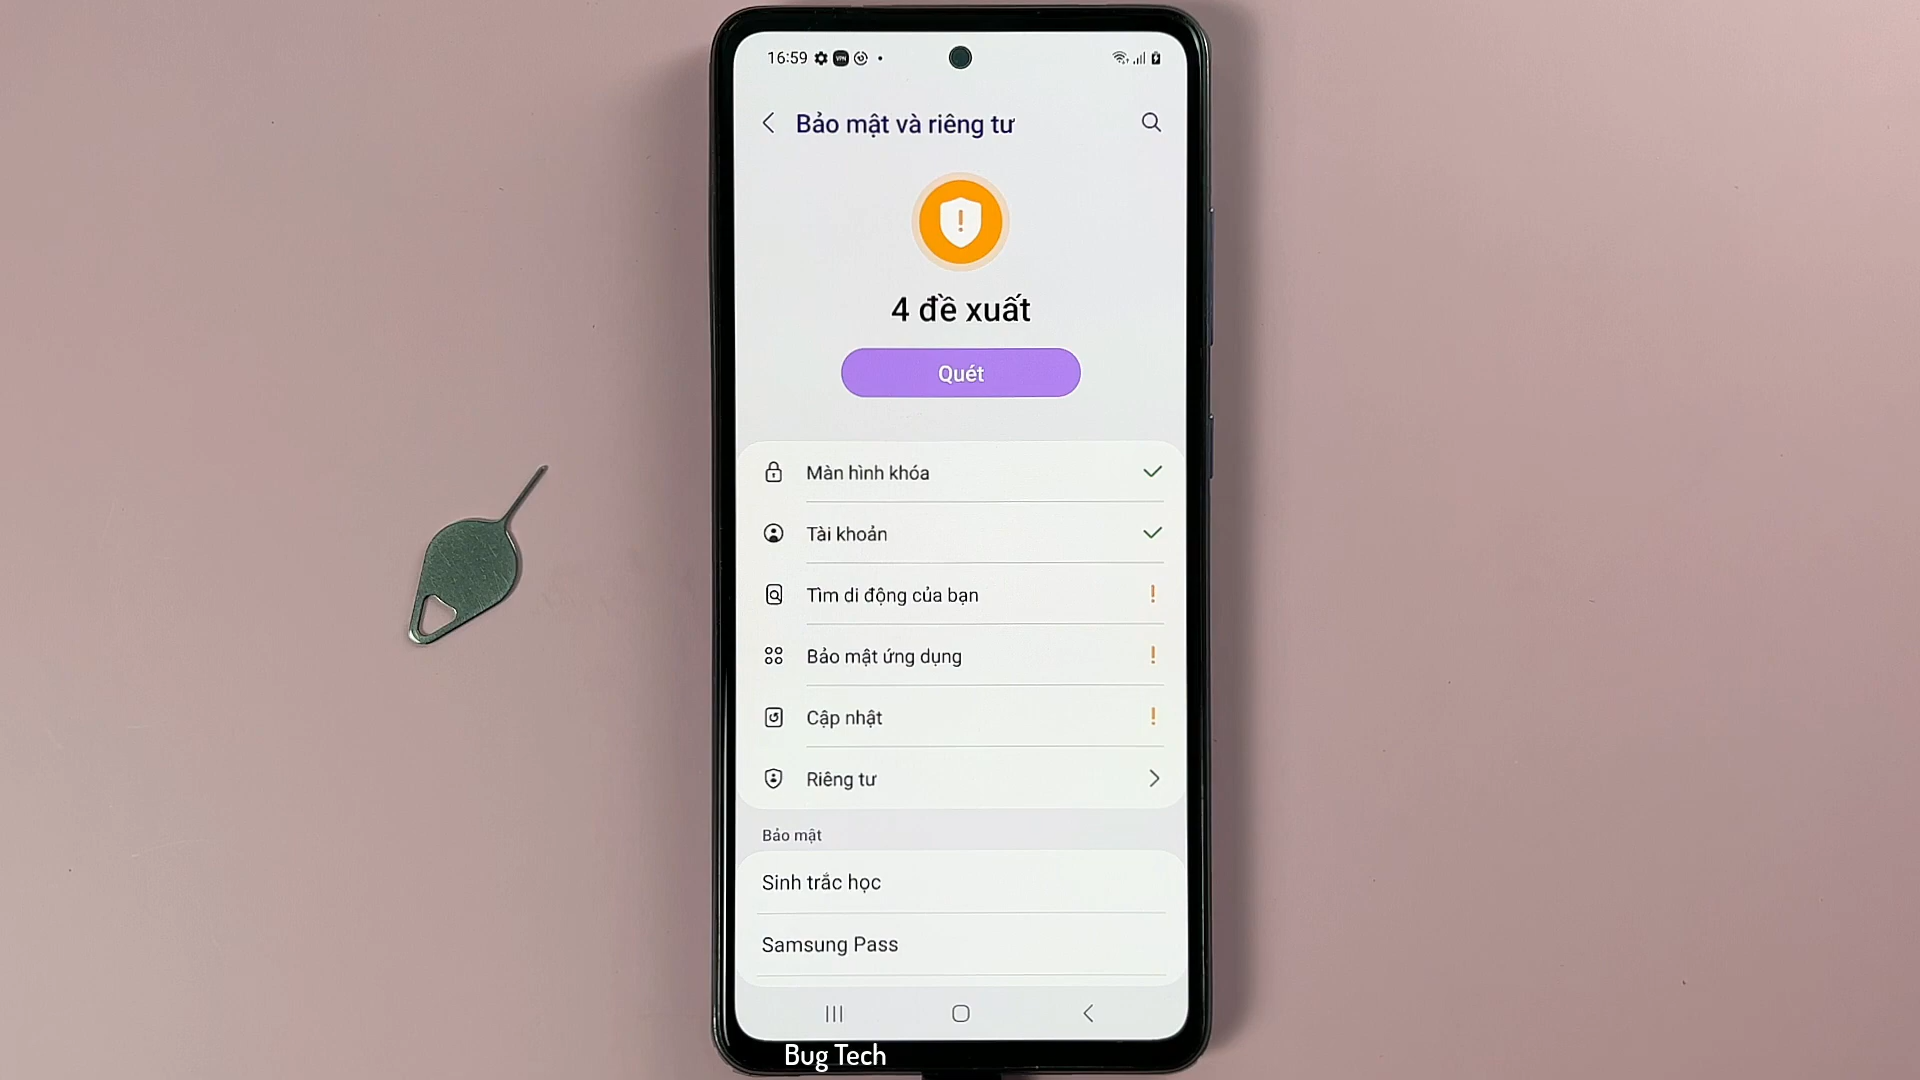 16:59
Bảo mật và riêng tư
4 đề xuất
Quét
Màn hình khóa
Tài khoản
Tìm di động của bạn
Bảo mật ứng dụng
Cập nhật
Riêng tư
Bảo mật
Sinh trắc học
Samsung Pass
Bug Tech